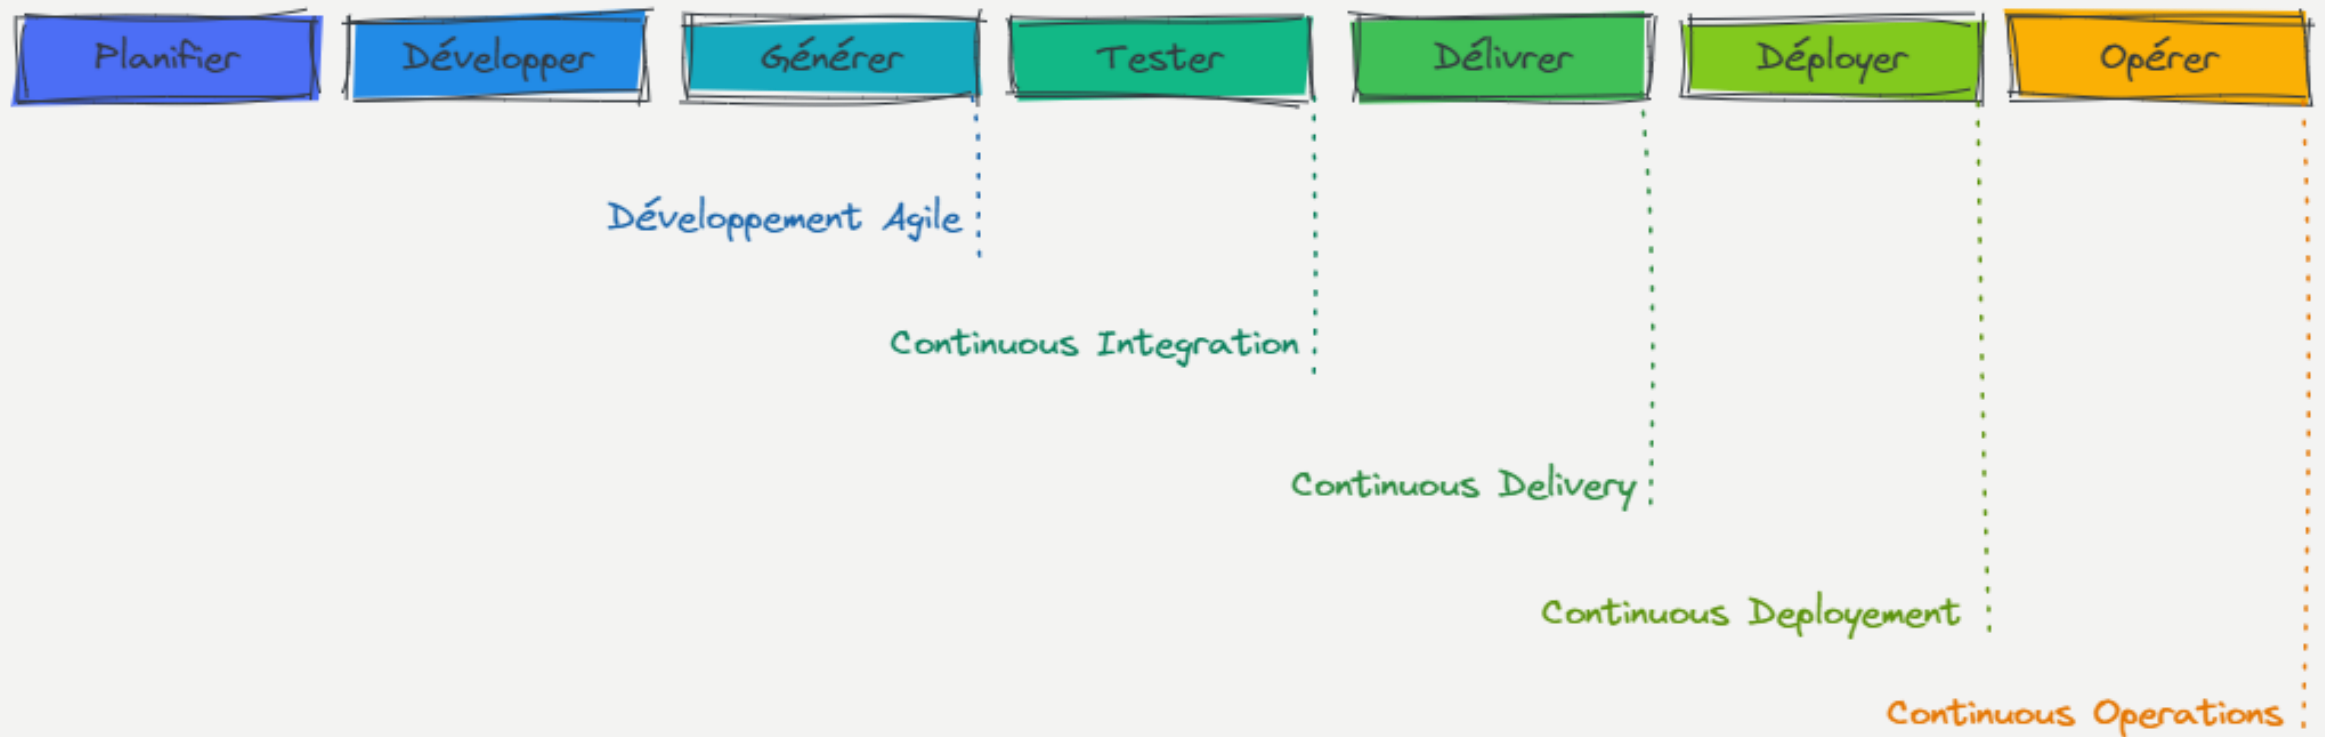 Planifier
Développer
Générer
Tester
Délivrer
Déployer
Opérer
Développement Agile
Continuous Integration
Continuous Delivery
Continuous Deployement
Continuous Operations